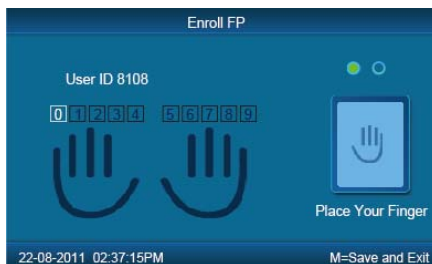 Enroll FP
User ID 8108
0 1 2 3 4 5 6 7 8 9
Place Your Finger
22-08-2011 02:37:15PM M=Save and Exit